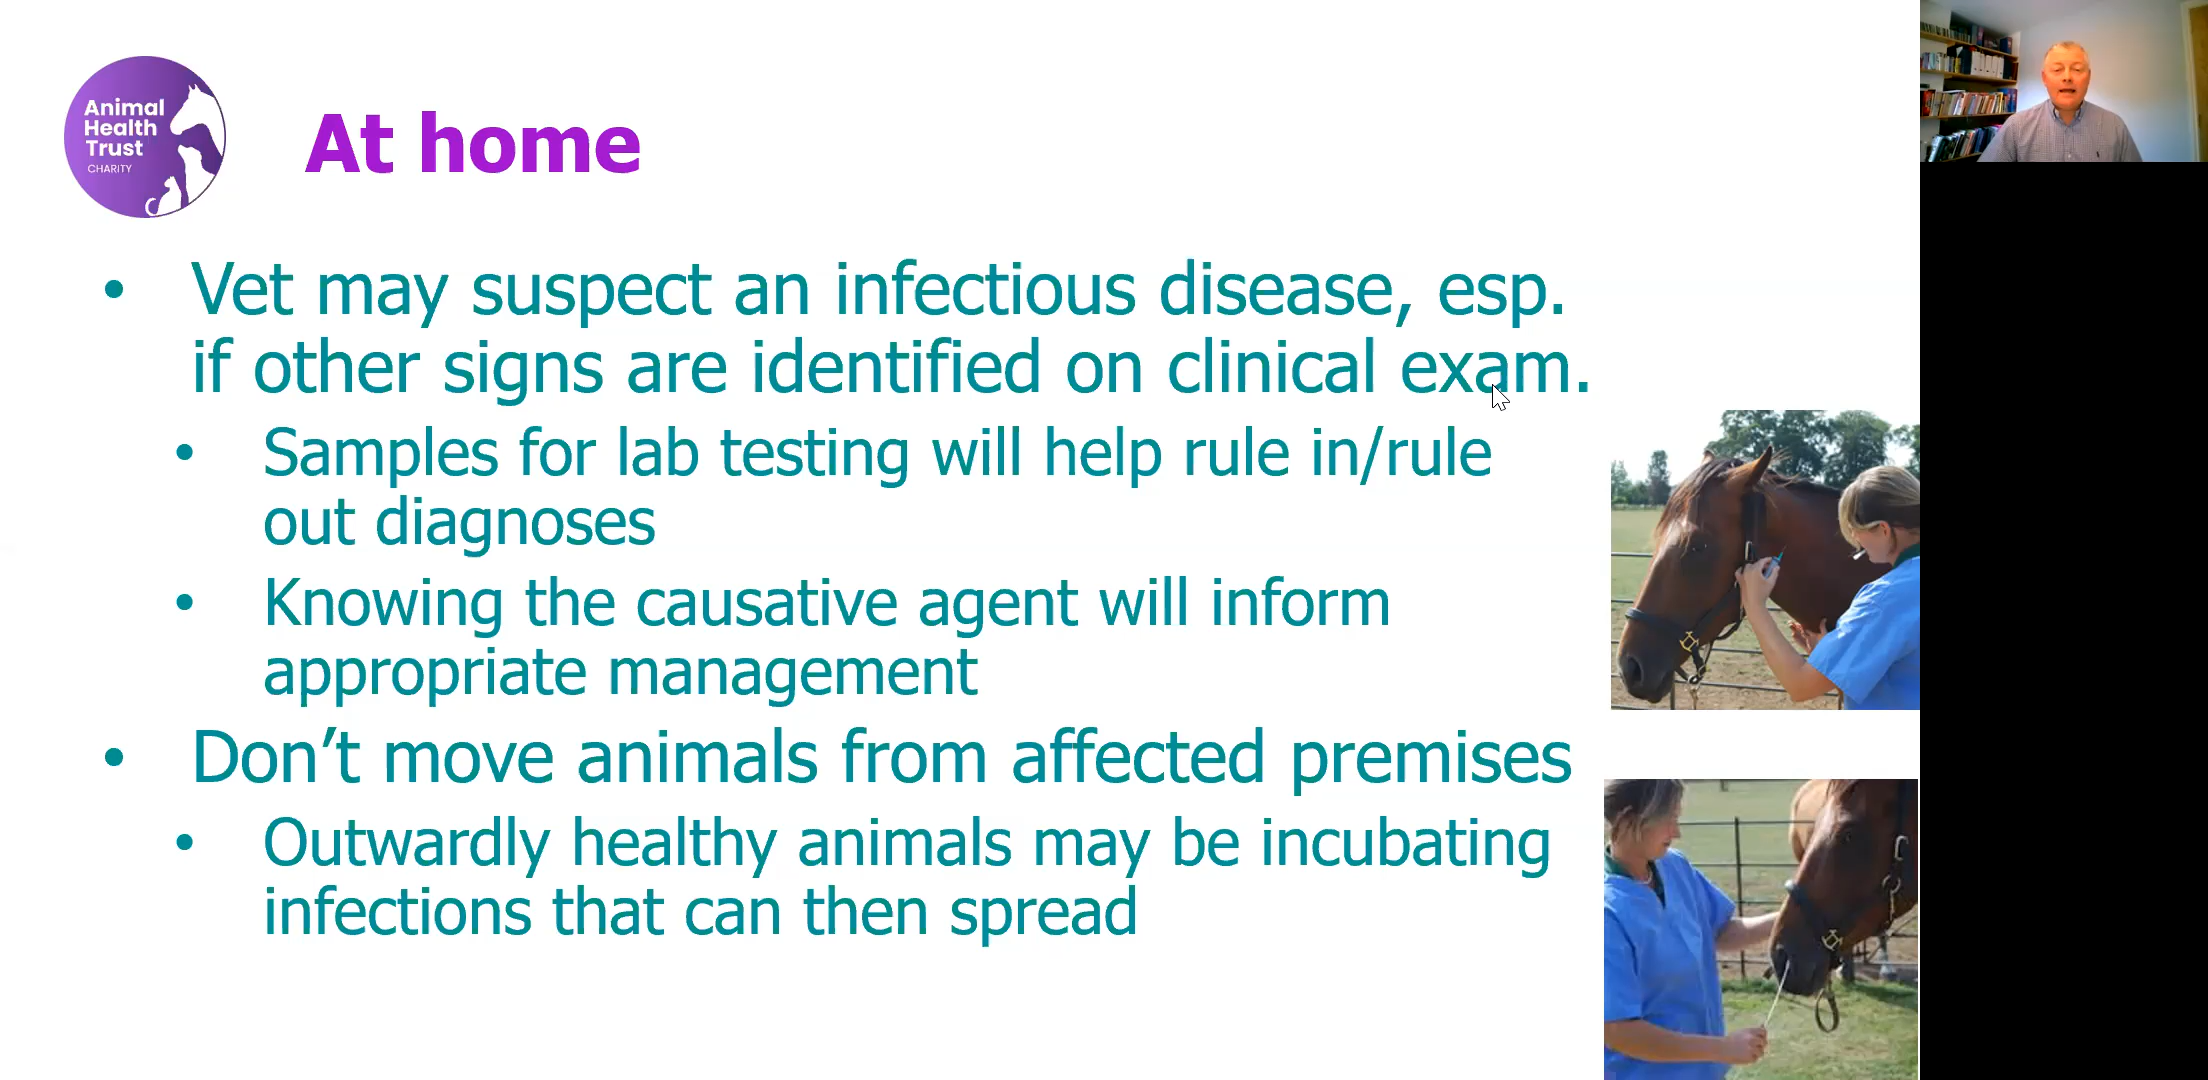 Animal
Health
Trust
CHARITY
At home
• Vet may suspect an infectious disease, esp.
if other signs are identified on clinical exam.
• Samples for lab testing will help rule in/rule
out diagnoses
• Knowing the causative agent will inform
appropriate management
• Don’t move animals from affected premises
• Outwardly healthy animals may be incubating
infections that can then spread